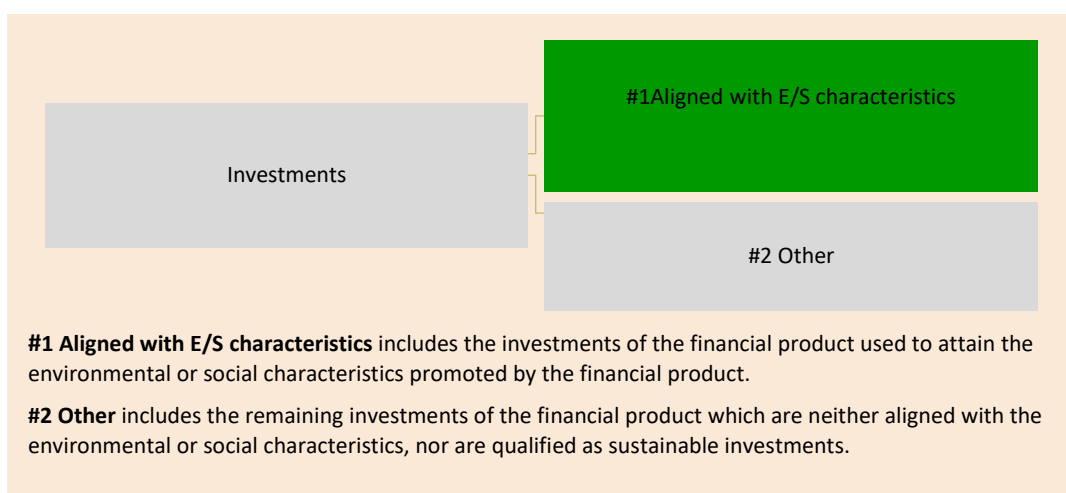 #1Aligned with E/S characteristics
Investments
#2 Other
#1 Aligned with E/S characteristics includes the investments of the financial product used to attain the
environmental or social characteristics promoted by the financial product.
#2 Other includes the remaining investments of the financial product which are neither aligned with the
environmental or social characteristics, nor are qualified as sustainable investments.